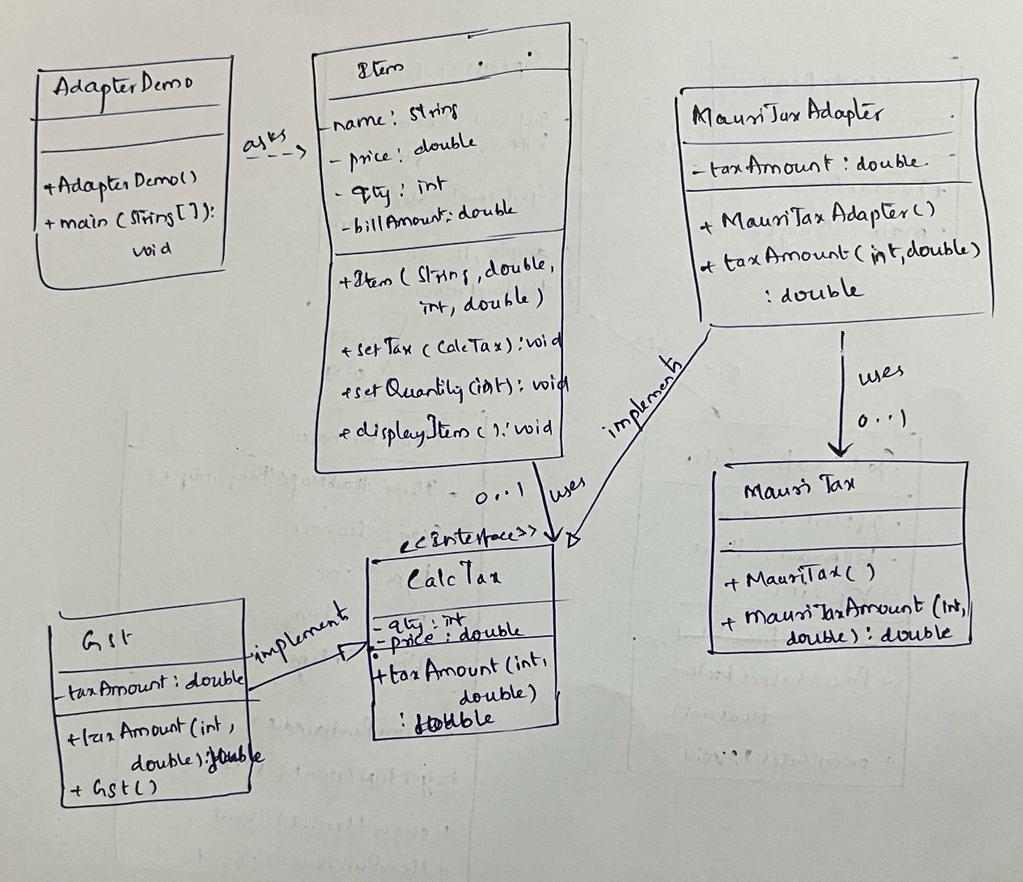 AdapterDemo
+AdapterDemo()
+main (String[]):
void
asks
Item
-name: String
- price: double
- qty: int
-billAmount: double
+Item (String, double,
int, double)
+setTax (CalcTax): void
+setQuantity(int): void
+displayItem(): void
MauriTaxAdapter
-taxAmount: double
+ MauriTaxAdapter()
+ taxAmount(int, double)
: double
implements
uses
0..1
Mauri Tax
+ MauriTax( )
+ mauriTaxAmount (int,
double): double
0..1
uses
<<Interface>>
CalcTax
-qty: int
-price: double
+taxAmount (int,
double)
: double
implement
Gst
-taxAmount: double
+taxAmount(int,
double): double
+ Gst()